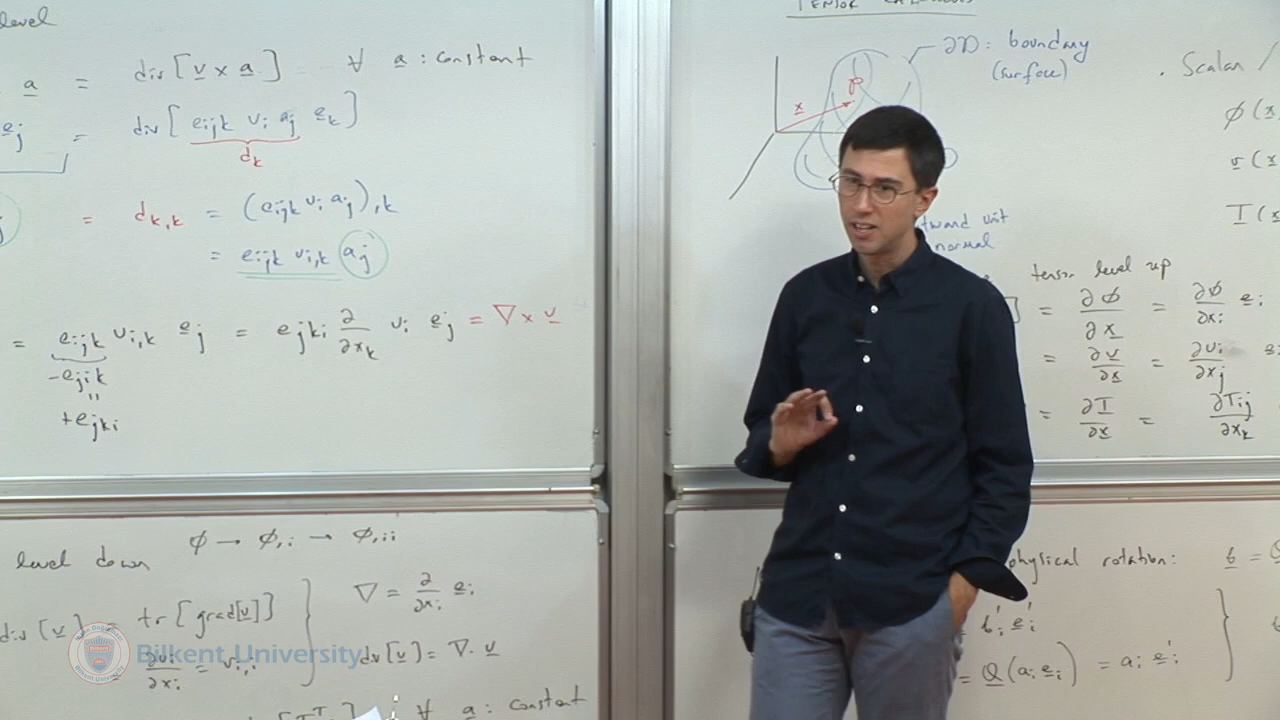 level
a = div [ v x a ] ∀ a : constant
e_j = div [ e_ijk v_i a_j e_k ]
d_k
= d_k,k = (e_ijk v_i a_j),k
= e_ijk v_i,k a_j
= e_ijk v_i,k e_j = e_jki ∂/∂x_k v_i e_j = ∇ x v
-e_jik
"
+e_jki
level down φ → φ,i → φ,ii
div [v] = tr [grad[v]] } ∇ = ∂/∂x_i e_i
∂v_i/∂x_i = v_i,i div[v] = ∇ · v
Bilkent University
∀ a : constant
TENSOR CALCULUS
∂D : boundary
(surface)
x
p
unit
normal
. Scalar /
φ (x
v (x
T (x
tensor level up
] = ∂φ/∂x = ∂φ/∂x_i e_i
= ∂v/∂x = ∂v_i/∂x_j e_i
= ∂T/∂x = ∂T_ij/∂x_k
physical rotation: b = Q
b'_i e'_i
= Q (a_i e_i) = a_i e'_i